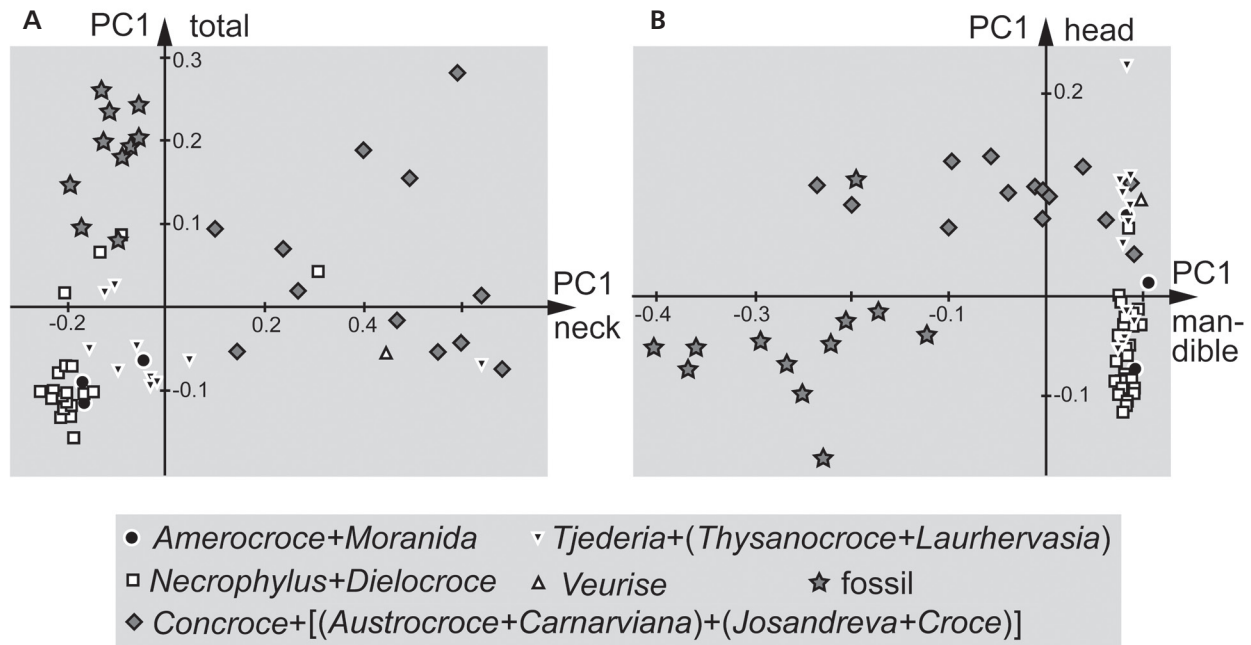 A PC1 total
0.3
0.2
0.1
PC1
neck
-0.2 0.2 0.4
-0.1
B PC1 head
0.2
PC1
man-
dible
-0.4 -0.3 -0.1
-0.1
Amerocroce+Moranida Tjederia+(Thysanocroce+Laurhervasia)
Necrophylus+Dielocroce Veurise fossil
Concroce+[(Austrocroce+Carnarviana)+(Josandreva+Croce)]